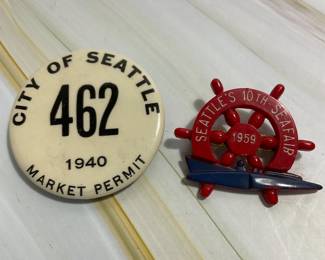 CITY OF SEATTLE
462
1940
MARKET PERMIT
SEATTLE'S 10TH SEAFAIR
1959